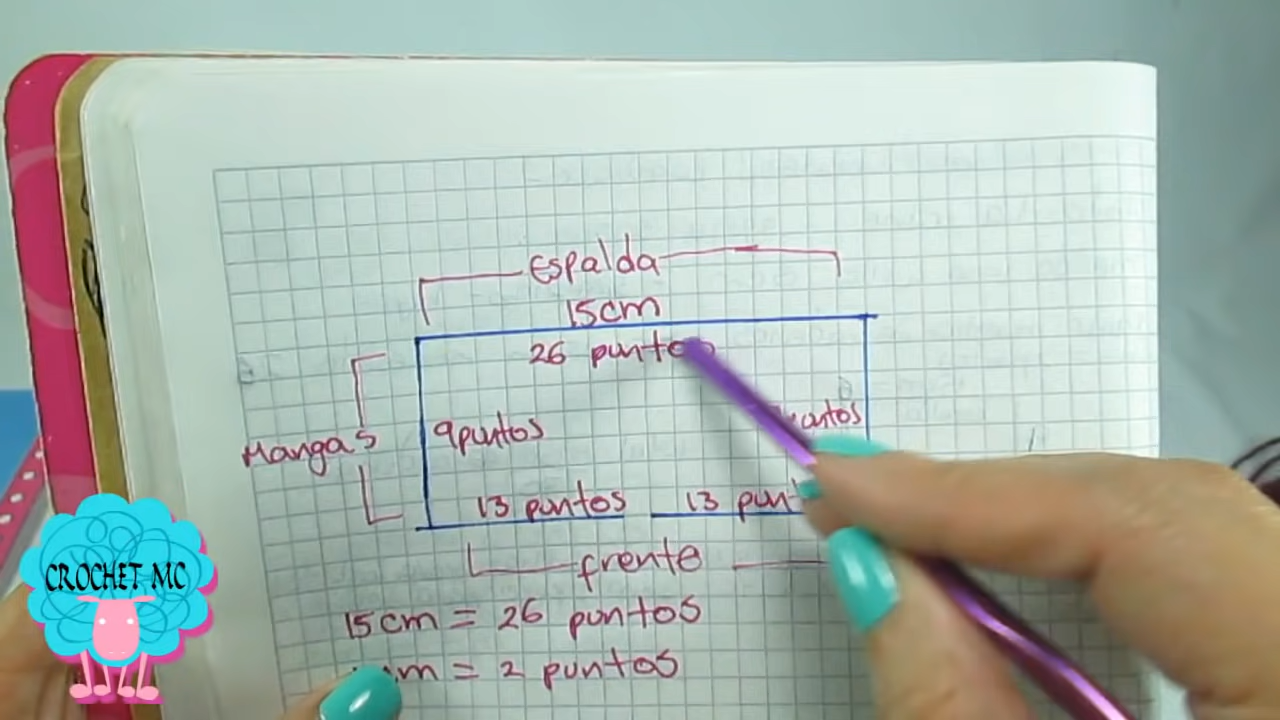 Espalda
15cm
26 puntos
Mangas
9puntos
13 puntos
13
frente
15cm = 26 puntos
= 2 puntos
CROCHET MC